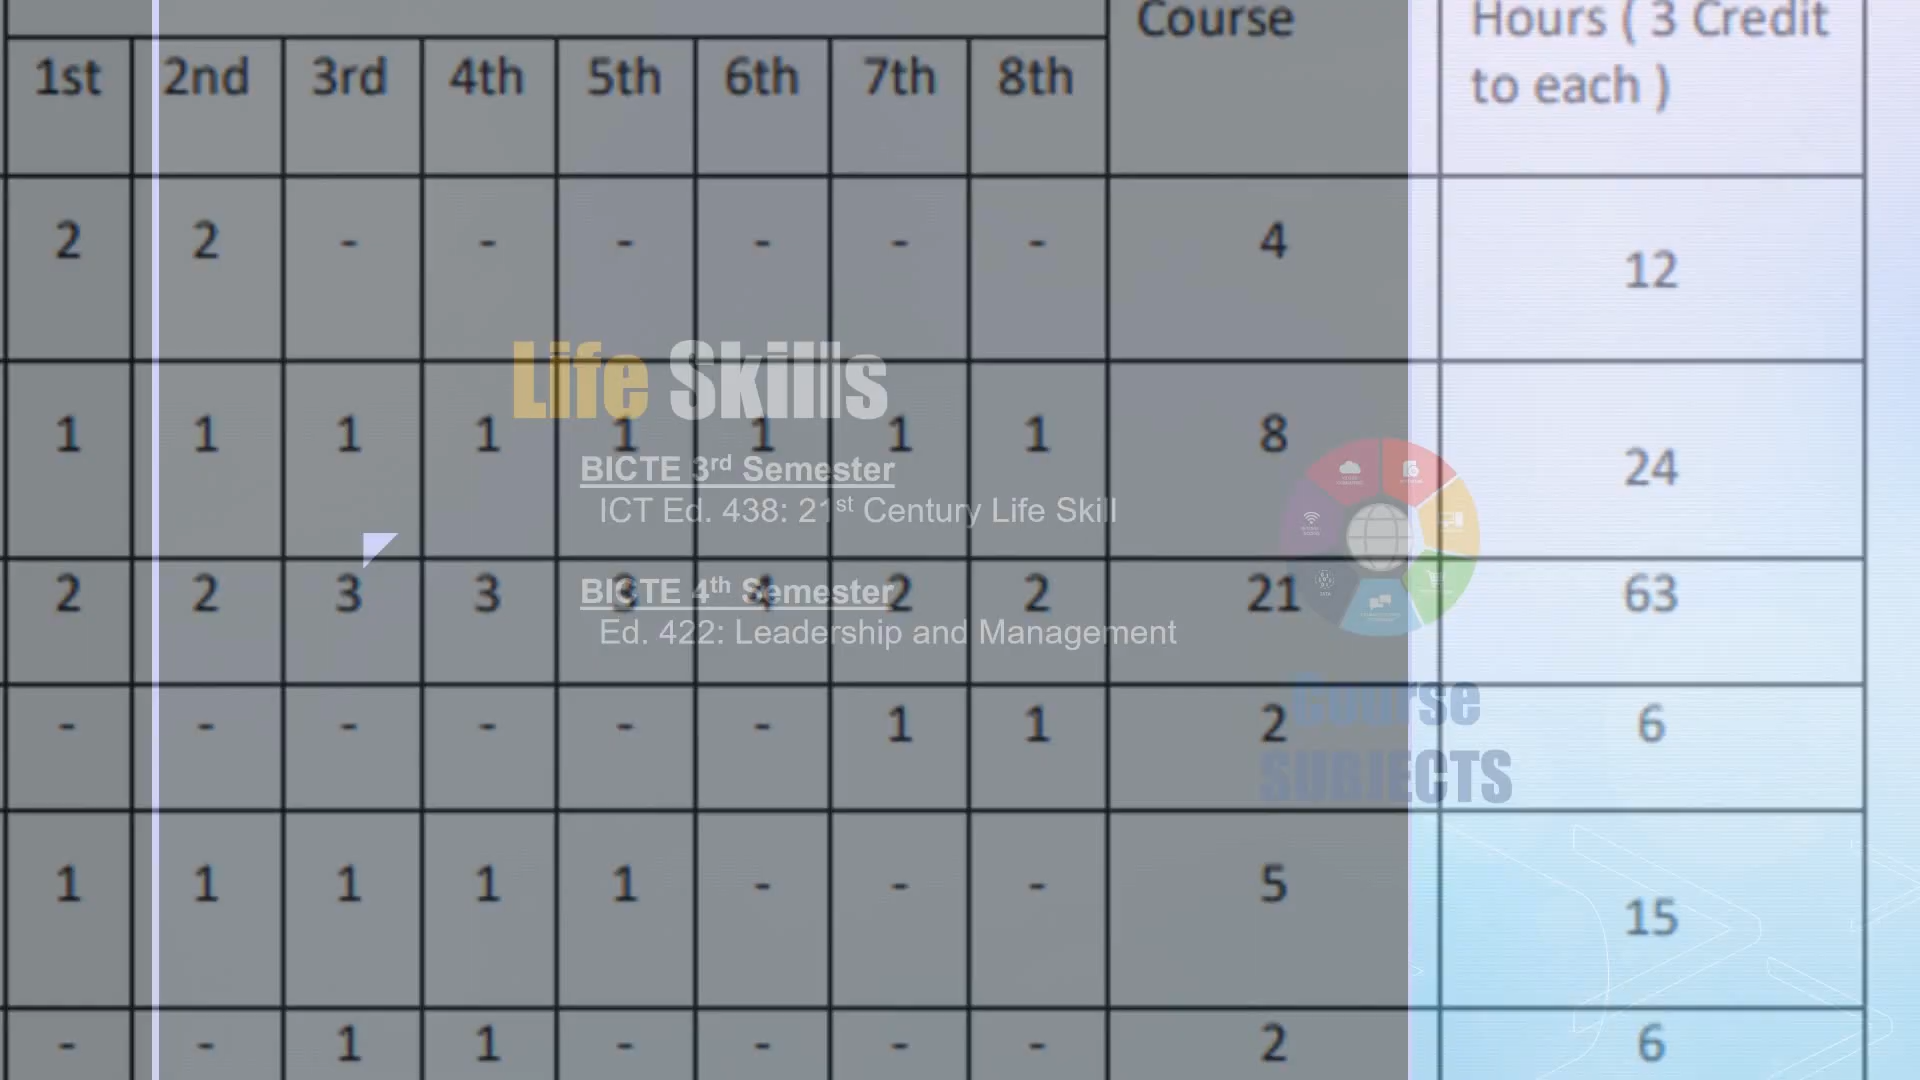 Course
Hours ( 3 Credit
to each )
1st 2nd 3rd 4th 5th 6th 7th 8th
2 2 - - - - - - 4 12
Life Skills
1 1 1 1 1 1 1 1 8 24
BICTE 3rd Semester
ICT Ed. 438: 21st Century Life Skill
2 2 3 3 3 4 2 2 21 63
BICTE 4th Semester
Ed. 422: Leadership and Management
- - - - - - 1 1 2 6
Course
SUBJECTS
1 1 1 1 1 - - - 5 15
- - 1 1 - - - - 2 6